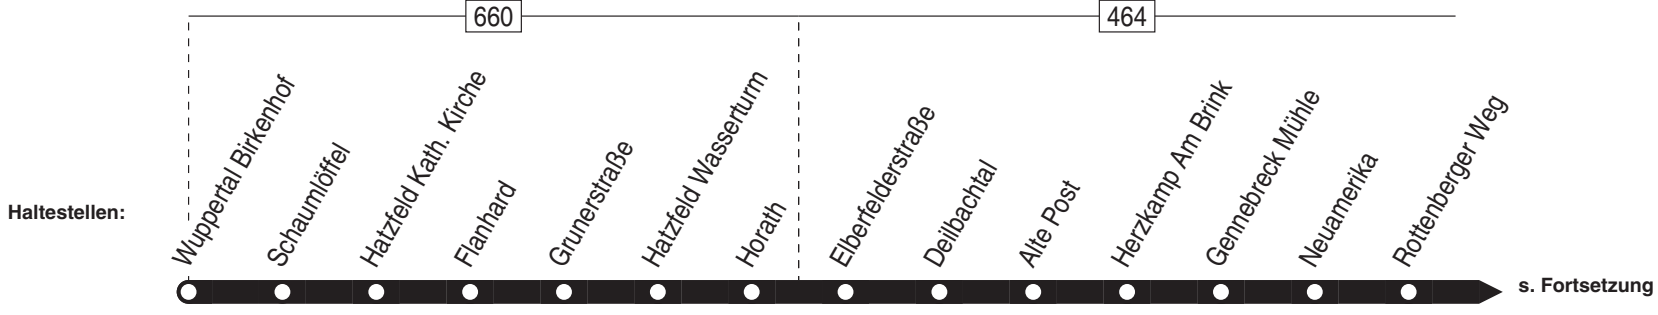 660
464
Haltestellen:
Wuppertal Birkenhof
Schaumlöffel
Hatzfeld Kath. Kirche
Flanhard
Grunerstraße
Hatzfeld Wasserturm
Horath
Elberfelderstraße
Deilbachtal
Alte Post
Herzkamp Am Brink
Gennebreck Mühle
Neuamerika
Rottenberger Weg
s. Fortsetzung